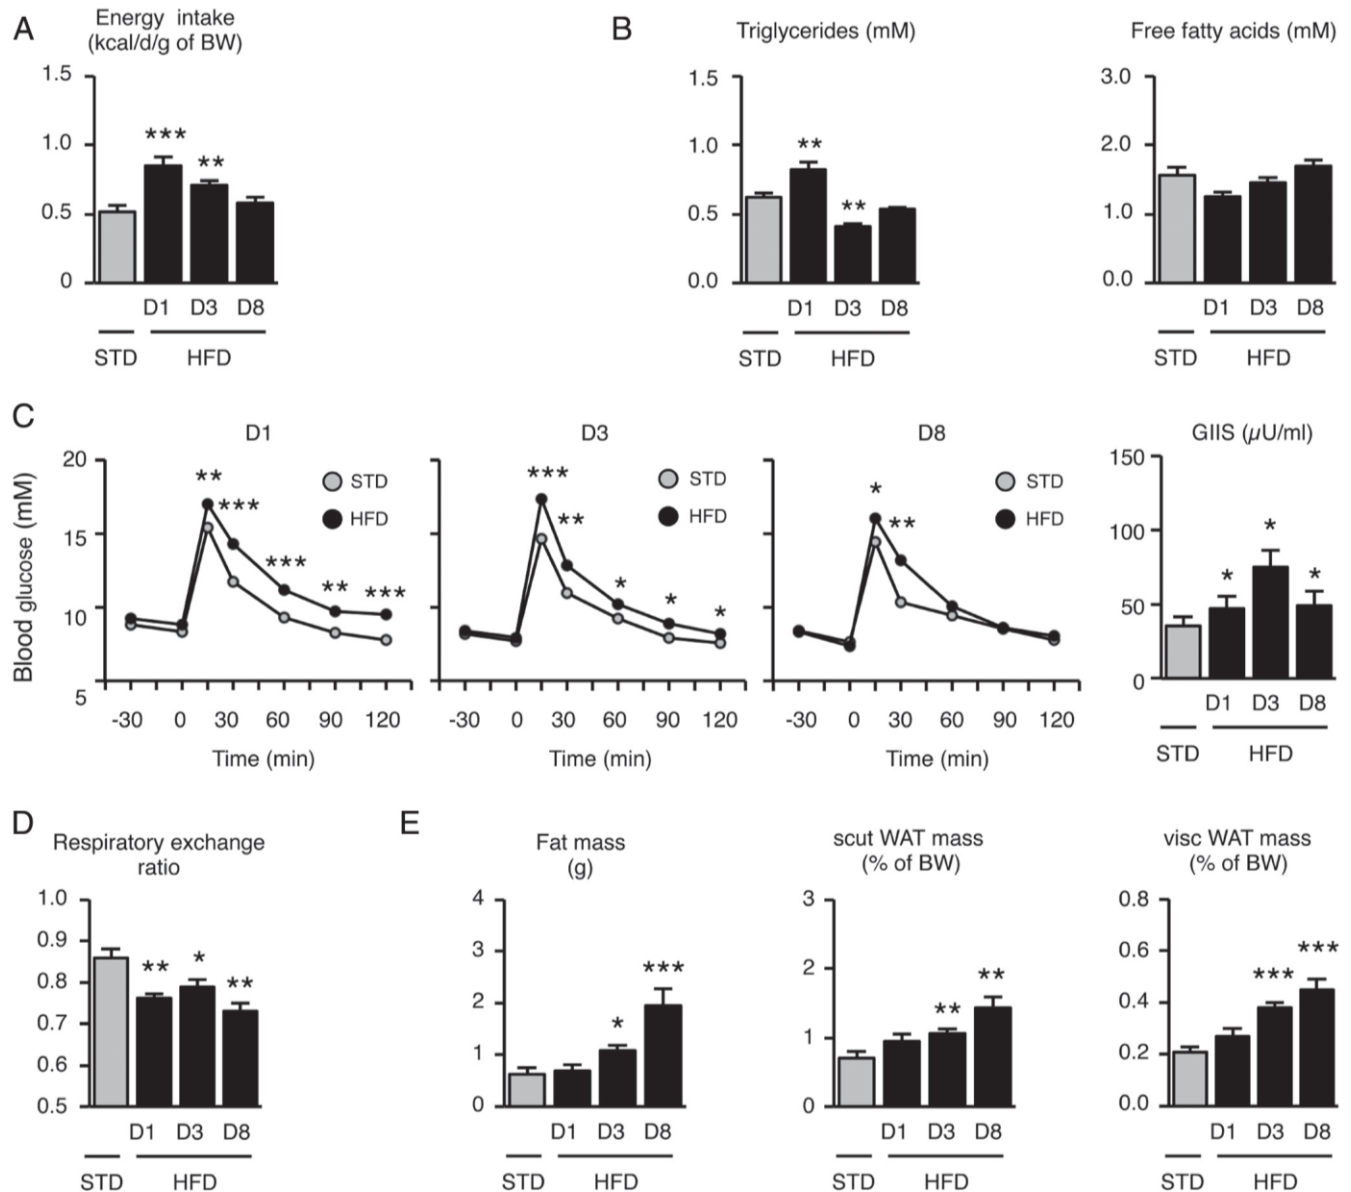 A
Energy intake
(kcal/d/g of BW)
1.5
1.0
0.5
0
***
**
D1 D3 D8
STD HFD
B
Triglycerides (mM)
1.5
1.0
0.5
0.0
**
**
D1 D3 D8
STD HFD
Free fatty acids (mM)
3.0
2.0
1.0
0.0
D1 D3 D8
STD HFD
C
Blood glucose (mM)
20
15
10
5
D1
STD
HFD
**
***
***
**
***
-30 0 30 60 90 120
Time (min)
D3
STD
HFD
***
**
*
*
*
-30 0 30 60 90 120
Time (min)
D8
STD
HFD
*
**
-30 0 30 60 90 120
Time (min)
GIIS (µU/ml)
150
100
50
0
*
*
*
D1 D3 D8
STD HFD
D
Respiratory exchange
ratio
1.0
0.9
0.8
0.7
0.6
0.5
**
*
**
D1 D3 D8
STD HFD
E
Fat mass
(g)
4
3
2
1
0
*
***
D1 D3 D8
STD HFD
scut WAT mass
(% of BW)
3
2
1
0
**
**
D1 D3 D8
STD HFD
visc WAT mass
(% of BW)
0.8
0.6
0.4
0.2
0.0
***
***
D1 D3 D8
STD HFD